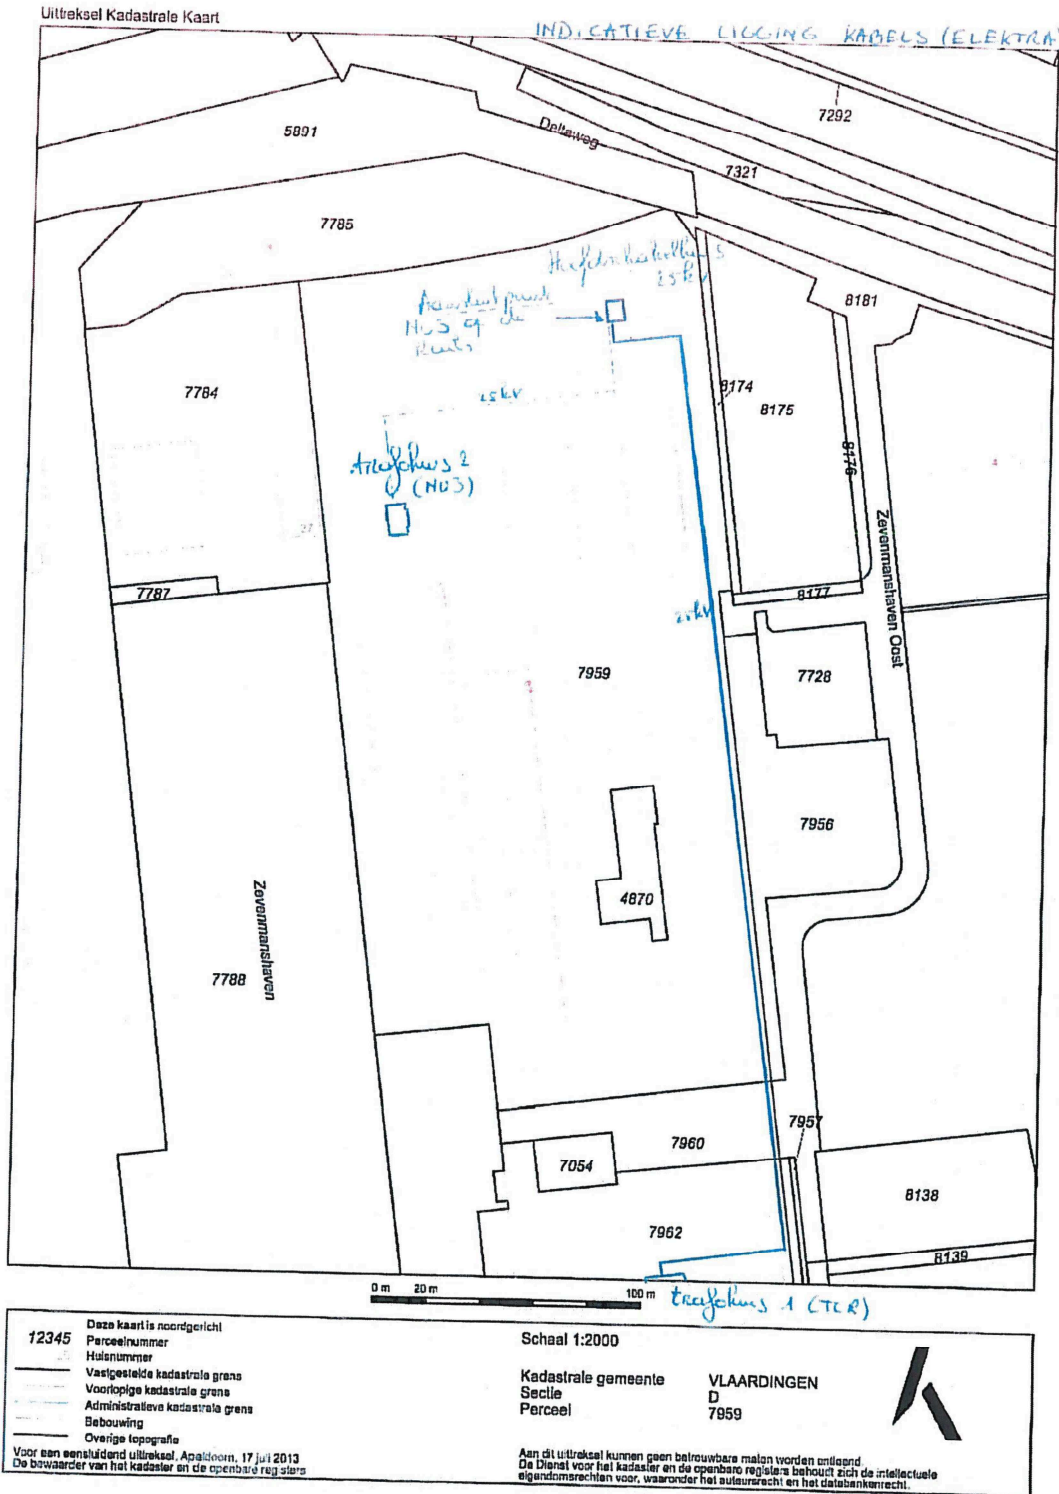 Uittreksel Kadastrale Kaart
INDICATIEVE LIGGING KABELS (ELEKTRA)
7292
5891
Deltaweg
7321
7785
25kV
8181
NU3 op de
7784
8174
25kV
8175
trafohuis 2
(NU3)
8176
27
Zevenmanshaven Oost
7787
8177
25kV
7959
7728
7956
4870
Zevenmanshaven
7788
7957
7960
7054
8138
7962
8139
0 m 20 m 100 m
trafohuis 1 (TCR)
Deze kaart is noordgericht
12345 Perceelnummer
Huisnummer
Vastgestelde kadastrale grens
Voorlopige kadastrale grens
Administratieve kadastrale grens
Bebouwing
Overige topografie
Voor een eensluidend uittreksel, Apeldoorn, 17 juli 2013
De bewaarder van het kadaster en de openbare registers
Schaal 1:2000
Kadastrale gemeente VLAARDINGEN
Sectie D
Perceel 7959
Aan dit uittreksel kunnen geen betrouwbare maten worden ontleend.
De Dienst voor het kadaster en de openbare registers behoudt zich de intellectuele
eigendomsrechten voor, waaronder het auteursrecht en het databankenrecht.